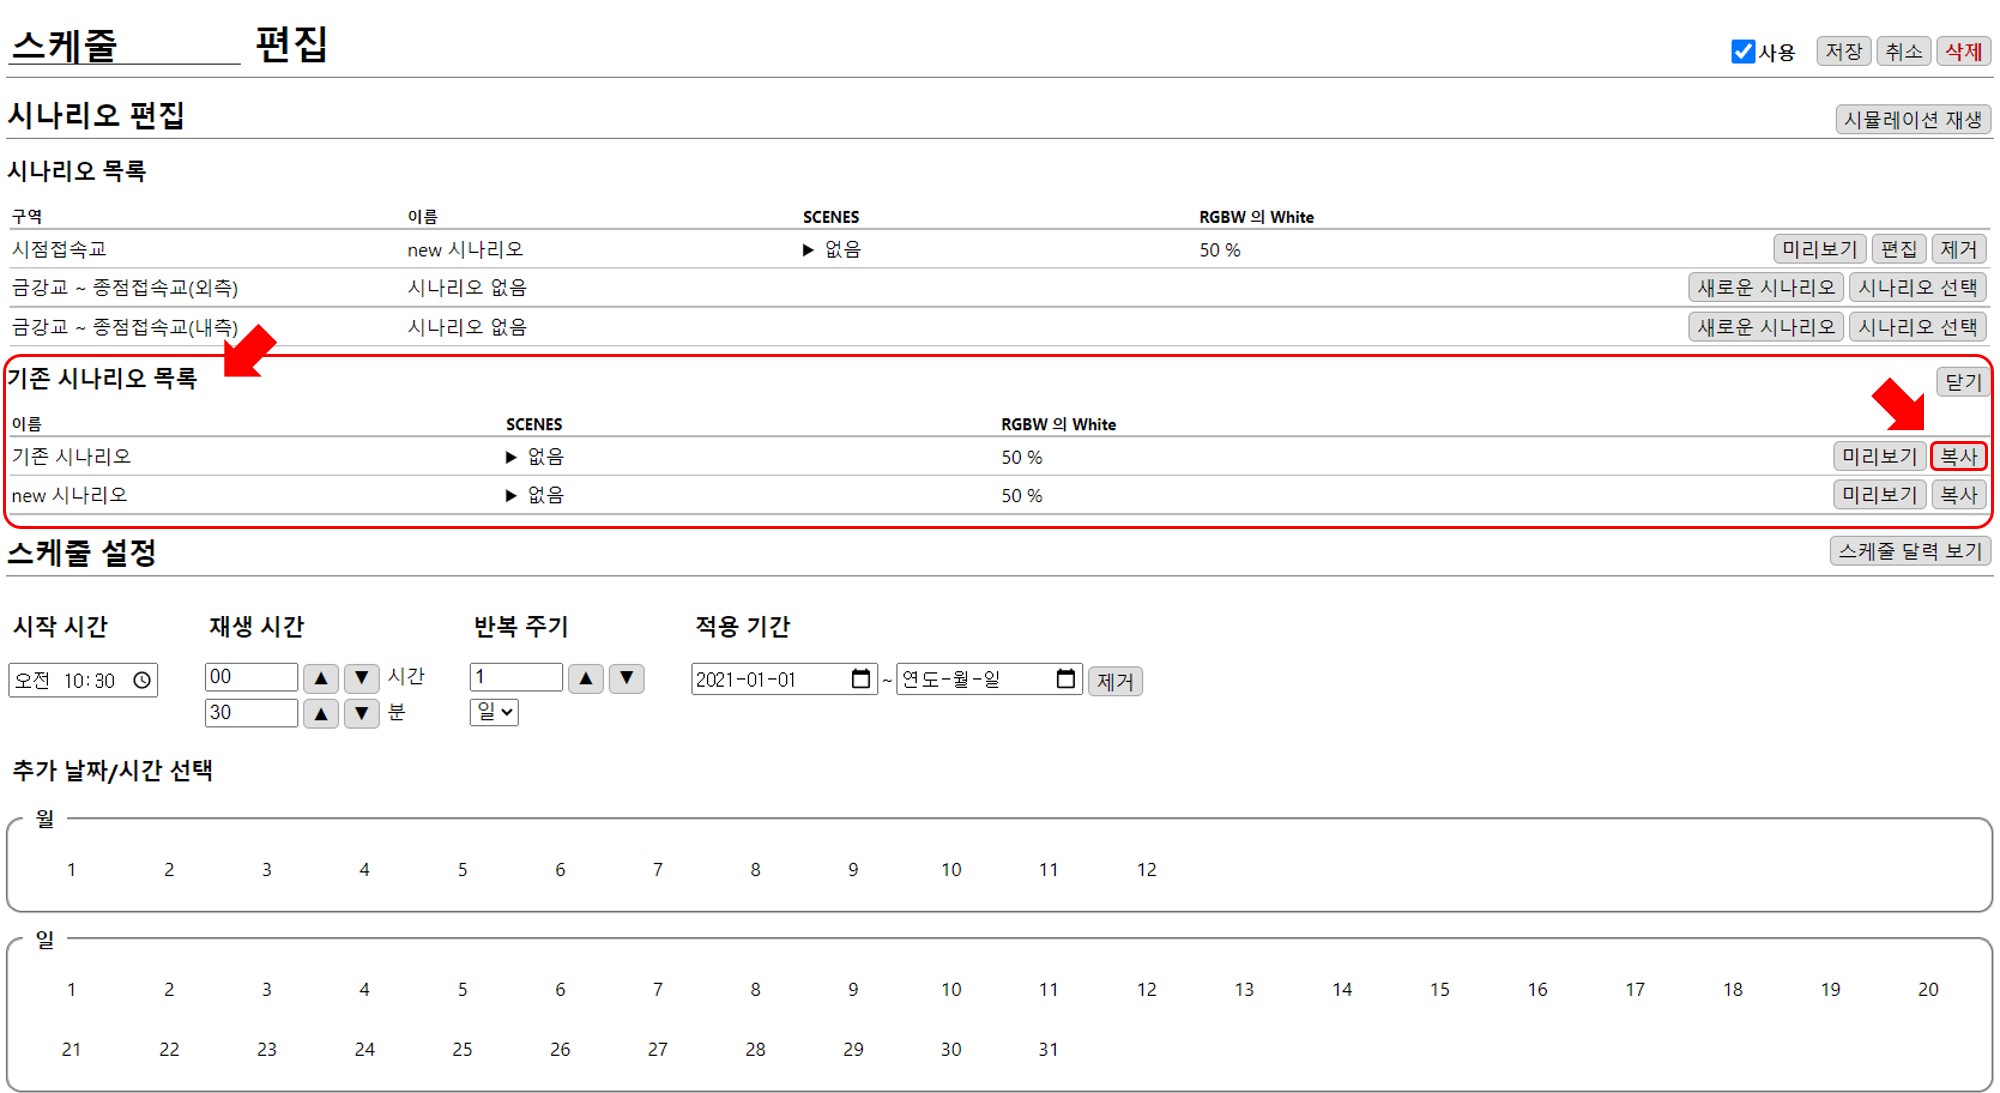 스케줄 편집
사용 저장 취소 삭제
시나리오 편집 시뮬레이션 재생
시나리오 목록
구역 이름 SCENES RGBW 의 White
시점접속교 new 시나리오 ▶ 없음 50 % 미리보기 편집 제거
금강교 ~ 종점접속교(외측) 시나리오 없음 새로운 시나리오 시나리오 선택
금강교 ~ 종점접속교(내측) 시나리오 없음 새로운 시나리오 시나리오 선택
기존 시나리오 목록 닫기
이름 SCENES RGBW 의 White
기존 시나리오 ▶ 없음 50 % 미리보기 복사
new 시나리오 ▶ 없음 50 % 미리보기 복사
스케줄 설정 스케줄 달력 보기
시작 시간 재생 시간 반복 주기 적용 기간
오전 10:30 00 ▲ ▼ 시간 1 ▲ ▼ 2021-01-01 ~ 연도-월-일 제거
30 ▲ ▼ 분 일
추가 날짜/시간 선택
월
1 2 3 4 5 6 7 8 9 10 11 12
일
1 2 3 4 5 6 7 8 9 10 11 12 13 14 15 16 17 18 19 20
21 22 23 24 25 26 27 28 29 30 31